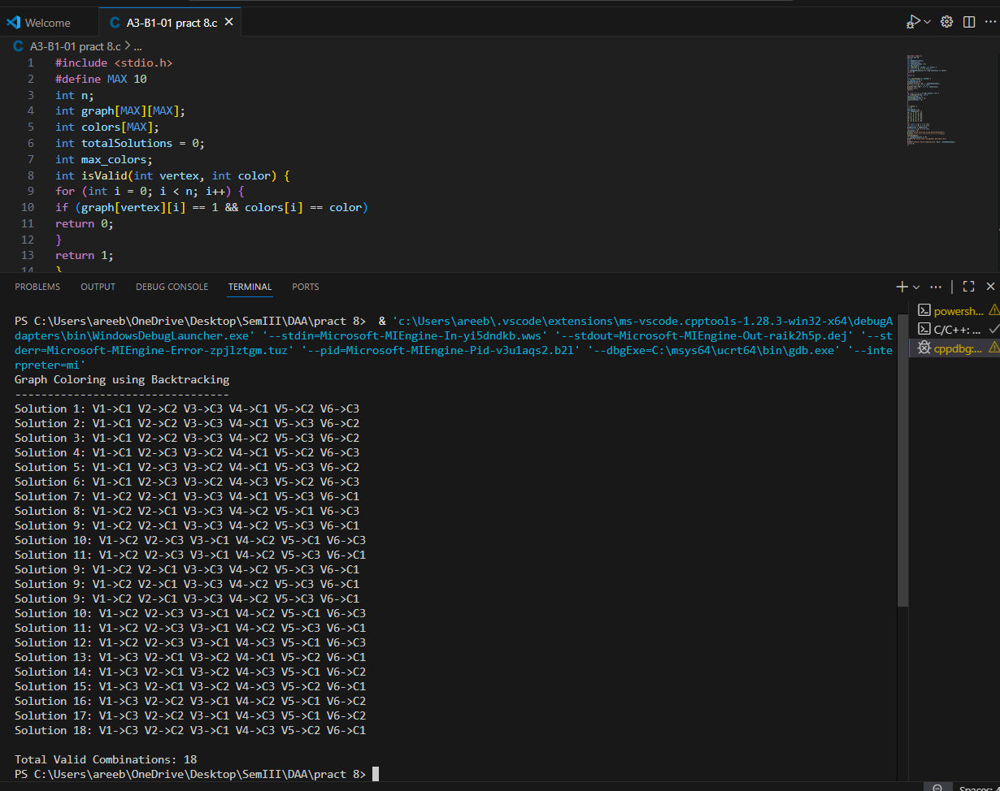 Welcome
C A3-B1-01 pract 8.c
C A3-B1-01 pract 8.c > ...
1 #include <stdio.h>
2 #define MAX 10
3 int n;
4 int graph[MAX][MAX];
5 int colors[MAX];
6 int totalSolutions = 0;
7 int max_colors;
8 int isValid(int vertex, int color) {
9 for (int i = 0; i < n; i++) {
10 if (graph[vertex][i] == 1 && colors[i] == color)
11 return 0;
12 }
13 return 1;
14 }
PROBLEMS OUTPUT DEBUG CONSOLE TERMINAL PORTS
PS C:\Users\areeb\OneDrive\Desktop\SemIII\DAA\pract 8> & 'c:\Users\areeb\.vscode\extensions\ms-vscode.cpptools-1.28.3-win32-x64\debugA
dapters\bin\WindowsDebugLauncher.exe' '--stdin=Microsoft-MIEngine-In-yi5dndkb.wws' '--stdout=Microsoft-MIEngine-Out-raik2h5p.dej' '--st
derr=Microsoft-MIEngine-Error-zpjlztgm.tuz' '--pid=Microsoft-MIEngine-Pid-v3u1aqs2.b2l' '--dbgExe=C:\msys64\ucrt64\bin\gdb.exe' '--inte
rpreter=mi'
Graph Coloring using Backtracking
---------------------------------
Solution 1: V1->C1 V2->C2 V3->C3 V4->C1 V5->C2 V6->C3
Solution 2: V1->C1 V2->C2 V3->C3 V4->C1 V5->C3 V6->C2
Solution 3: V1->C1 V2->C2 V3->C3 V4->C2 V5->C3 V6->C2
Solution 4: V1->C1 V2->C3 V3->C2 V4->C1 V5->C2 V6->C3
Solution 5: V1->C1 V2->C3 V3->C2 V4->C1 V5->C3 V6->C2
Solution 6: V1->C1 V2->C3 V3->C2 V4->C3 V5->C2 V6->C3
Solution 7: V1->C2 V2->C1 V3->C3 V4->C1 V5->C3 V6->C1
Solution 8: V1->C2 V2->C1 V3->C3 V4->C2 V5->C1 V6->C3
Solution 9: V1->C2 V2->C1 V3->C3 V4->C2 V5->C3 V6->C1
Solution 10: V1->C2 V2->C3 V3->C1 V4->C2 V5->C1 V6->C3
Solution 11: V1->C2 V2->C3 V3->C1 V4->C2 V5->C3 V6->C1
Solution 9: V1->C2 V2->C1 V3->C3 V4->C2 V5->C3 V6->C1
Solution 9: V1->C2 V2->C1 V3->C3 V4->C2 V5->C3 V6->C1
Solution 9: V1->C2 V2->C1 V3->C3 V4->C2 V5->C3 V6->C1
Solution 10: V1->C2 V2->C3 V3->C1 V4->C2 V5->C1 V6->C3
Solution 11: V1->C2 V2->C3 V3->C1 V4->C2 V5->C3 V6->C1
Solution 12: V1->C2 V2->C3 V3->C1 V4->C3 V5->C1 V6->C3
Solution 13: V1->C3 V2->C1 V3->C2 V4->C1 V5->C2 V6->C1
Solution 14: V1->C3 V2->C1 V3->C2 V4->C3 V5->C1 V6->C2
Solution 15: V1->C3 V2->C1 V3->C2 V4->C3 V5->C2 V6->C1
Solution 16: V1->C3 V2->C2 V3->C1 V4->C2 V5->C1 V6->C2
Solution 17: V1->C3 V2->C2 V3->C1 V4->C3 V5->C1 V6->C2
Solution 18: V1->C3 V2->C2 V3->C1 V4->C3 V5->C2 V6->C1
Total Valid Combinations: 18
PS C:\Users\areeb\OneDrive\Desktop\SemIII\DAA\pract 8>
powersh...
C/C++: ...
cppdbg:...
Spaces: 4